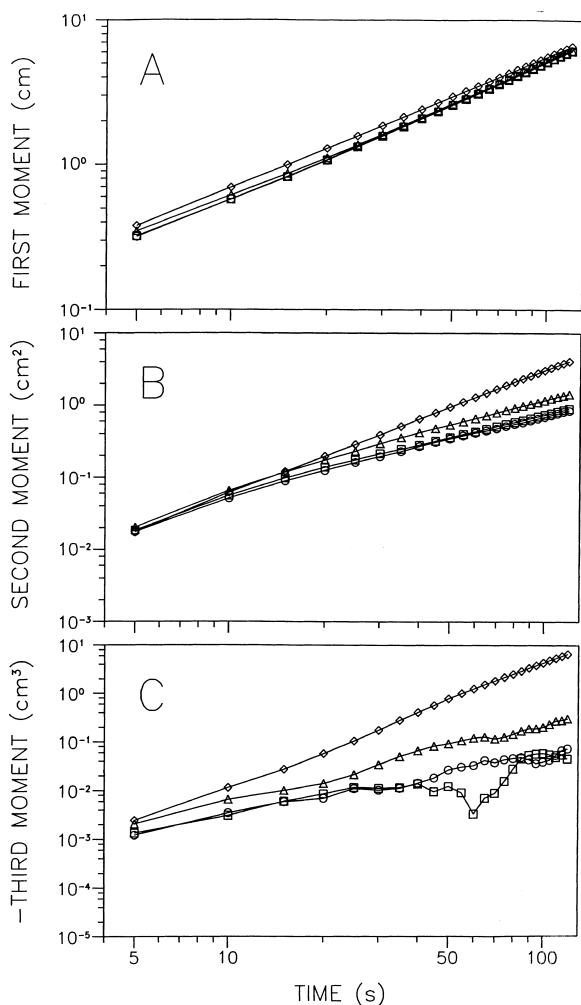 A
FIRST MOMENT (cm)
10¹
10⁰
10⁻¹
B
SECOND MOMENT (cm²)
10¹
10⁰
10⁻¹
10⁻²
10⁻³
C
−THIRD MOMENT (cm³)
10¹
10⁰
10⁻¹
10⁻²
10⁻³
10⁻⁴
10⁻⁵
5 10 50 100
TIME (s)